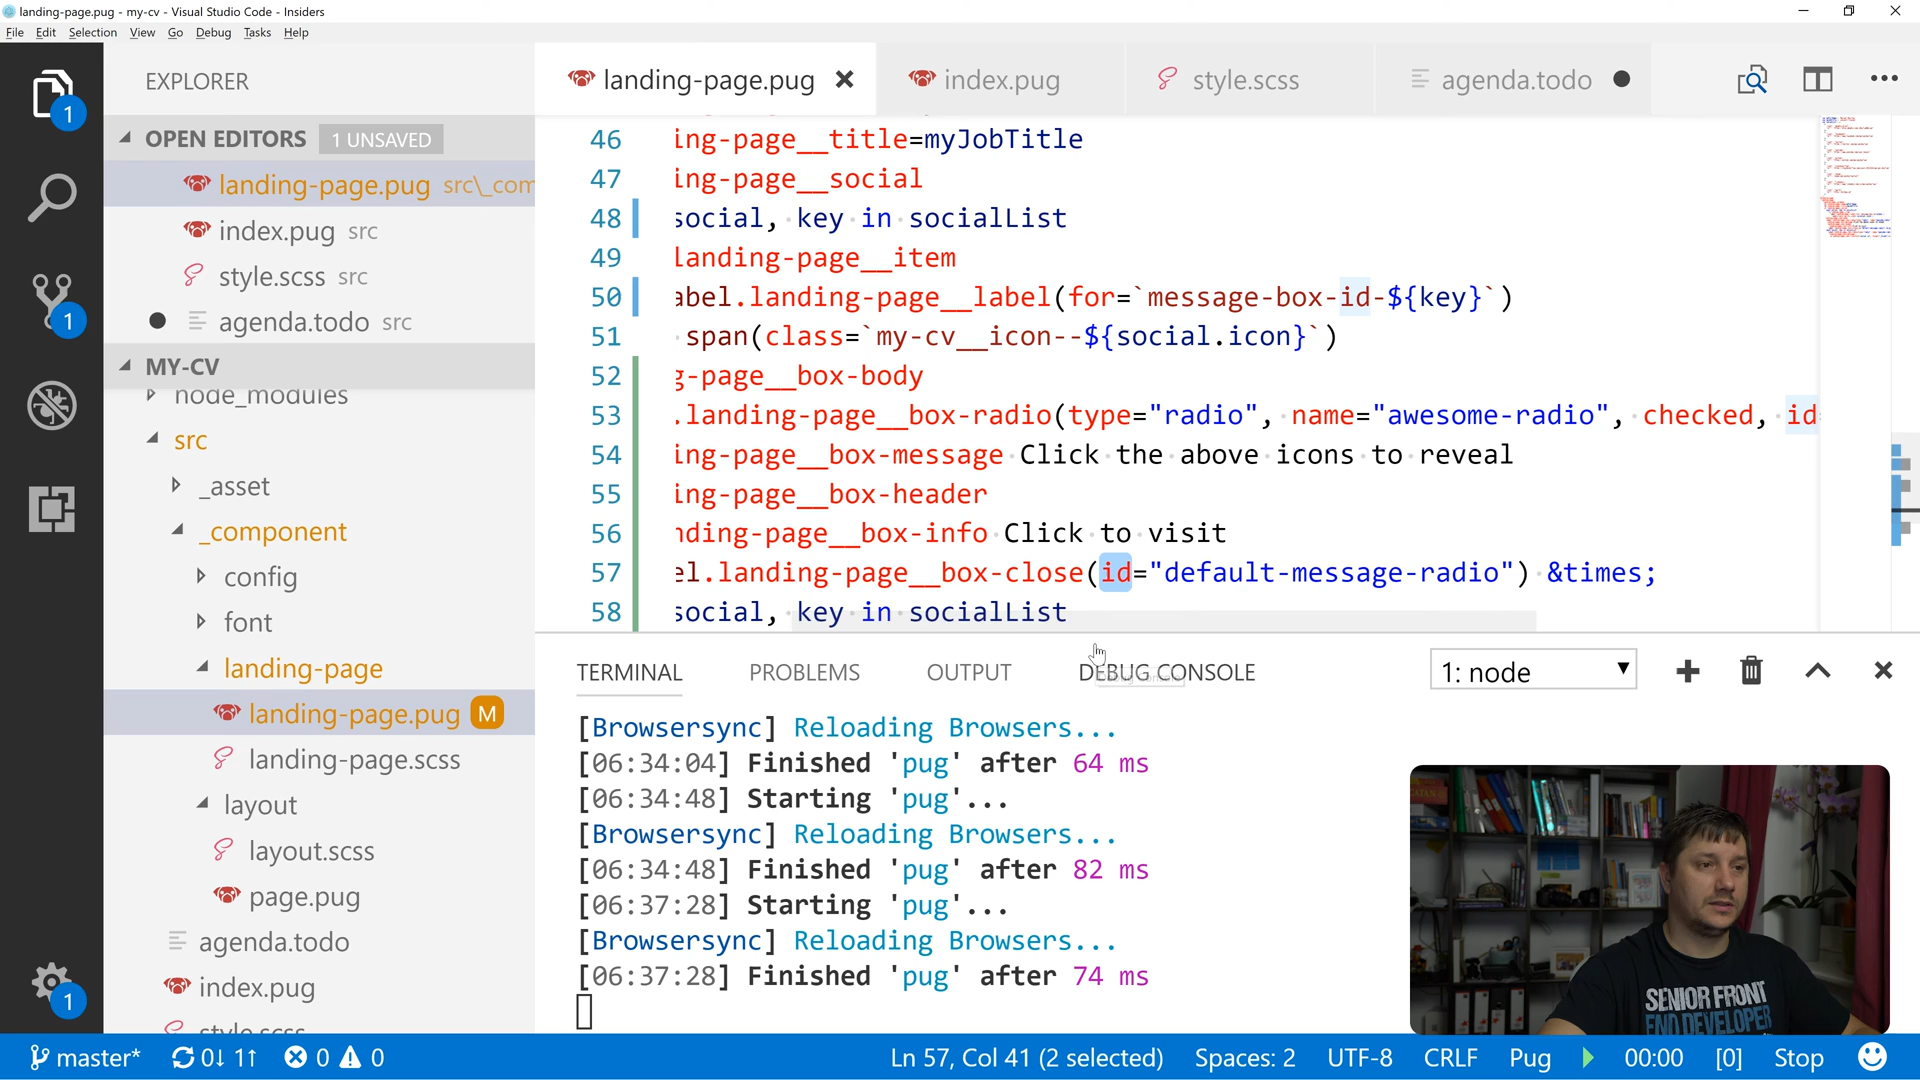 landing-page.pug - my-cv - Visual Studio Code - Insiders
File Edit Selection View Go Debug Tasks Help
EXPLORER
OPEN EDITORS 1 UNSAVED
landing-page.pug src\_com
index.pug src
style.scss src
agenda.todo src
MY-CV
node_modules
src
_asset
_component
config
font
landing-page
landing-page.pug M
landing-page.scss
layout
layout.scss
page.pug
agenda.todo
index.pug
style.scss
1
1
1
landing-page.pug index.pug style.scss agenda.todo
46 ing-page__title=myJobTitle
47 ing-page__social
48 social, key in socialList
49 landing-page__item
50 abel.landing-page__label(for=`message-box-id-${key}`)
51 span(class=`my-cv__icon--${social.icon}`)
52 g-page__box-body
53 .landing-page__box-radio(type="radio", name="awesome-radio", checked, id
54 ing-page__box-message Click the above icons to reveal
55 ing-page__box-header
56 nding-page__box-info Click to visit
57 el.landing-page__box-close(id="default-message-radio") &times;
58 social, key in socialList
TERMINAL PROBLEMS OUTPUT DEBUG CONSOLE 1: node
[Browsersync] Reloading Browsers...
[06:34:04] Finished 'pug' after 64 ms
[06:34:48] Starting 'pug'...
[Browsersync] Reloading Browsers...
[06:34:48] Finished 'pug' after 82 ms
[06:37:28] Starting 'pug'...
[Browsersync] Reloading Browsers...
[06:37:28] Finished 'pug' after 74 ms
SENIOR FRONT
END DEVELOPER
master* 0↓ 1↑ 0 0 Ln 57, Col 41 (2 selected) Spaces: 2 UTF-8 CRLF Pug 00:00 [0] Stop